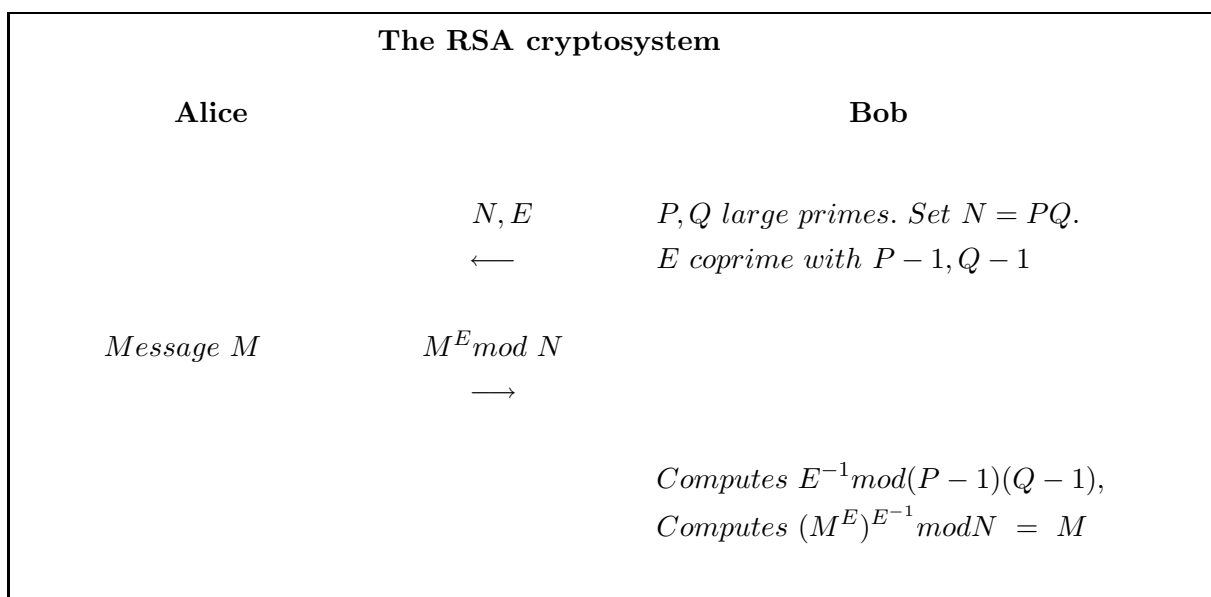 The RSA cryptosystem
Alice Bob
N, E P, Q large primes. Set N = PQ.
⟵ E coprime with P − 1, Q − 1
Message M M^E mod N
⟶
Computes E^{-1}mod(P − 1)(Q − 1),
Computes (M^E)^{E^{-1}} modN = M